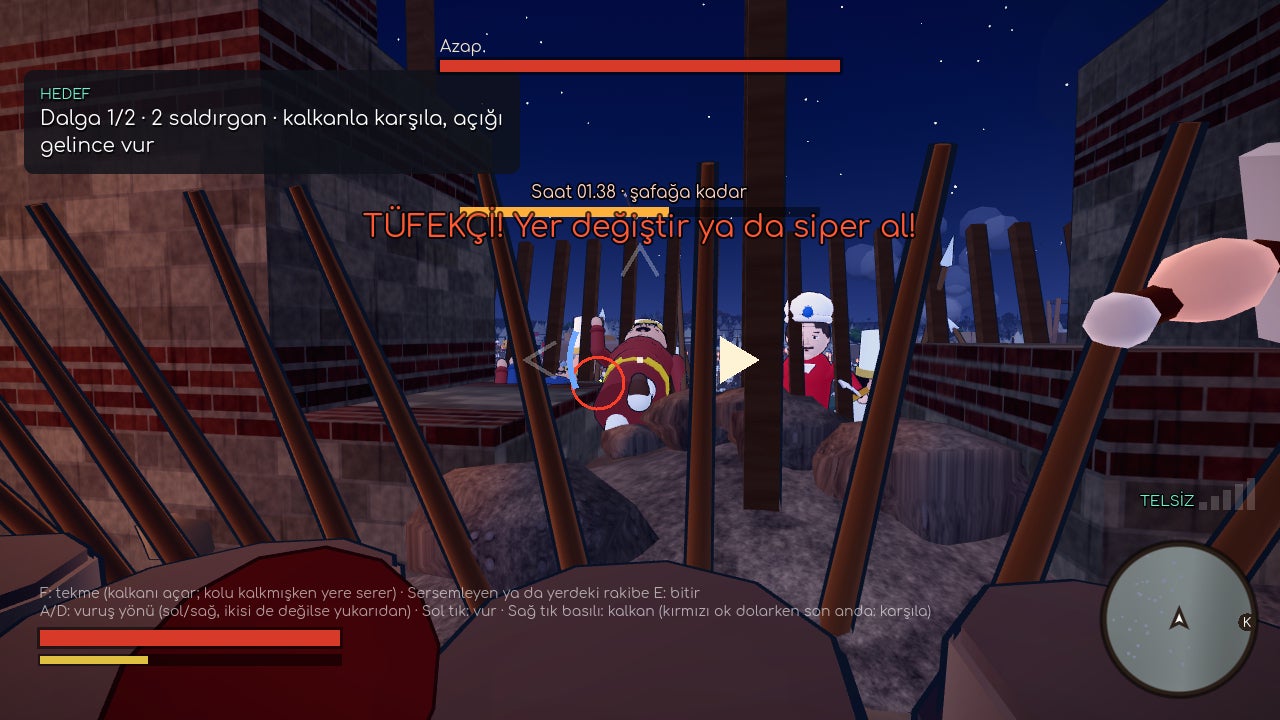 Azap.
HEDEF
Dalga 1/2 · 2 saldırgan · kalkanla karşıla, açığı
gelince vur
Saat 01.38 · şafağa kadar
TÜFEKÇİ! Yer değiştir ya da siper al!
TELSİZ
K
F: tekme (kalkanı açar; kolu kalkmışken yere serer) · Sersemleyen ya da yerdeki rakibe E: bitir
A/D: vuruş yönü (sol/sağ, ikisi de değilse yukarıdan) · Sol tık: vur · Sağ tık basılı: kalkan (kırmızı ok dolarken son anda: karşıla)